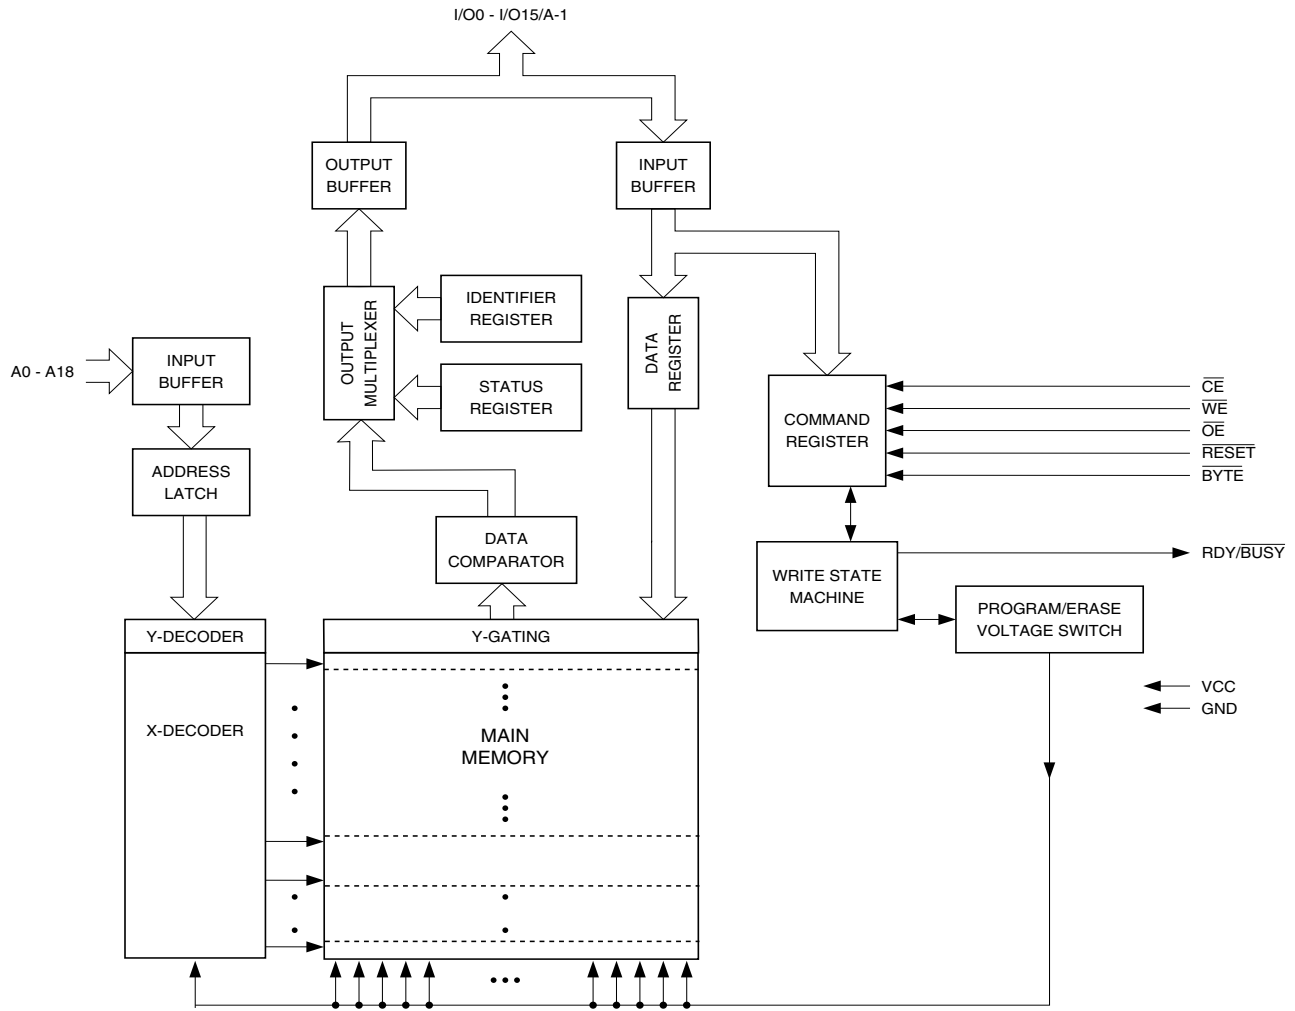 I/O0 - I/O15/A-1
OUTPUT
BUFFER
INPUT
BUFFER
IDENTIFIER
REGISTER
OUTPUT
MULTIPLEXER
DATA
REGISTER
A0 - A18
INPUT
BUFFER
STATUS
REGISTER
COMMAND
REGISTER
CE
WE
OE
RESET
BYTE
ADDRESS
LATCH
DATA
COMPARATOR
WRITE STATE
MACHINE
RDY/BUSY
PROGRAM/ERASE
VOLTAGE SWITCH
Y-DECODER
Y-GATING
VCC
GND
X-DECODER
MAIN
MEMORY